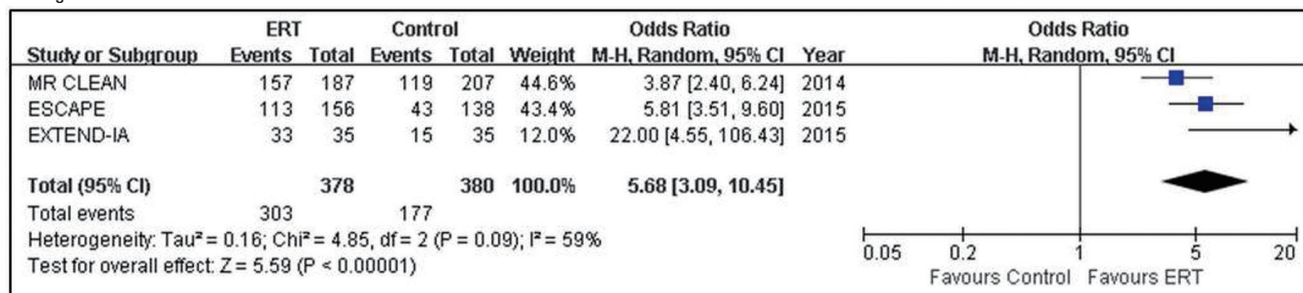 ERT Control Odds Ratio Odds Ratio
Study or Subgroup Events Total Events Total Weight M-H, Random, 95% CI Year M-H, Random, 95% CI
MR CLEAN 157 187 119 207 44.6% 3.87 [2.40, 6.24] 2014
ESCAPE 113 156 43 138 43.4% 5.81 [3.51, 9.60] 2015
EXTEND-IA 33 35 15 35 12.0% 22.00 [4.55, 106.43] 2015
Total (95% CI) 378 380 100.0% 5.68 [3.09, 10.45]
Total events 303 177
Heterogeneity: Tau² = 0.16; Chi² = 4.85, df = 2 (P = 0.09); I² = 59%
Test for overall effect: Z = 5.59 (P < 0.00001)
0.05 0.2 1 5 20
Favours Control Favours ERT